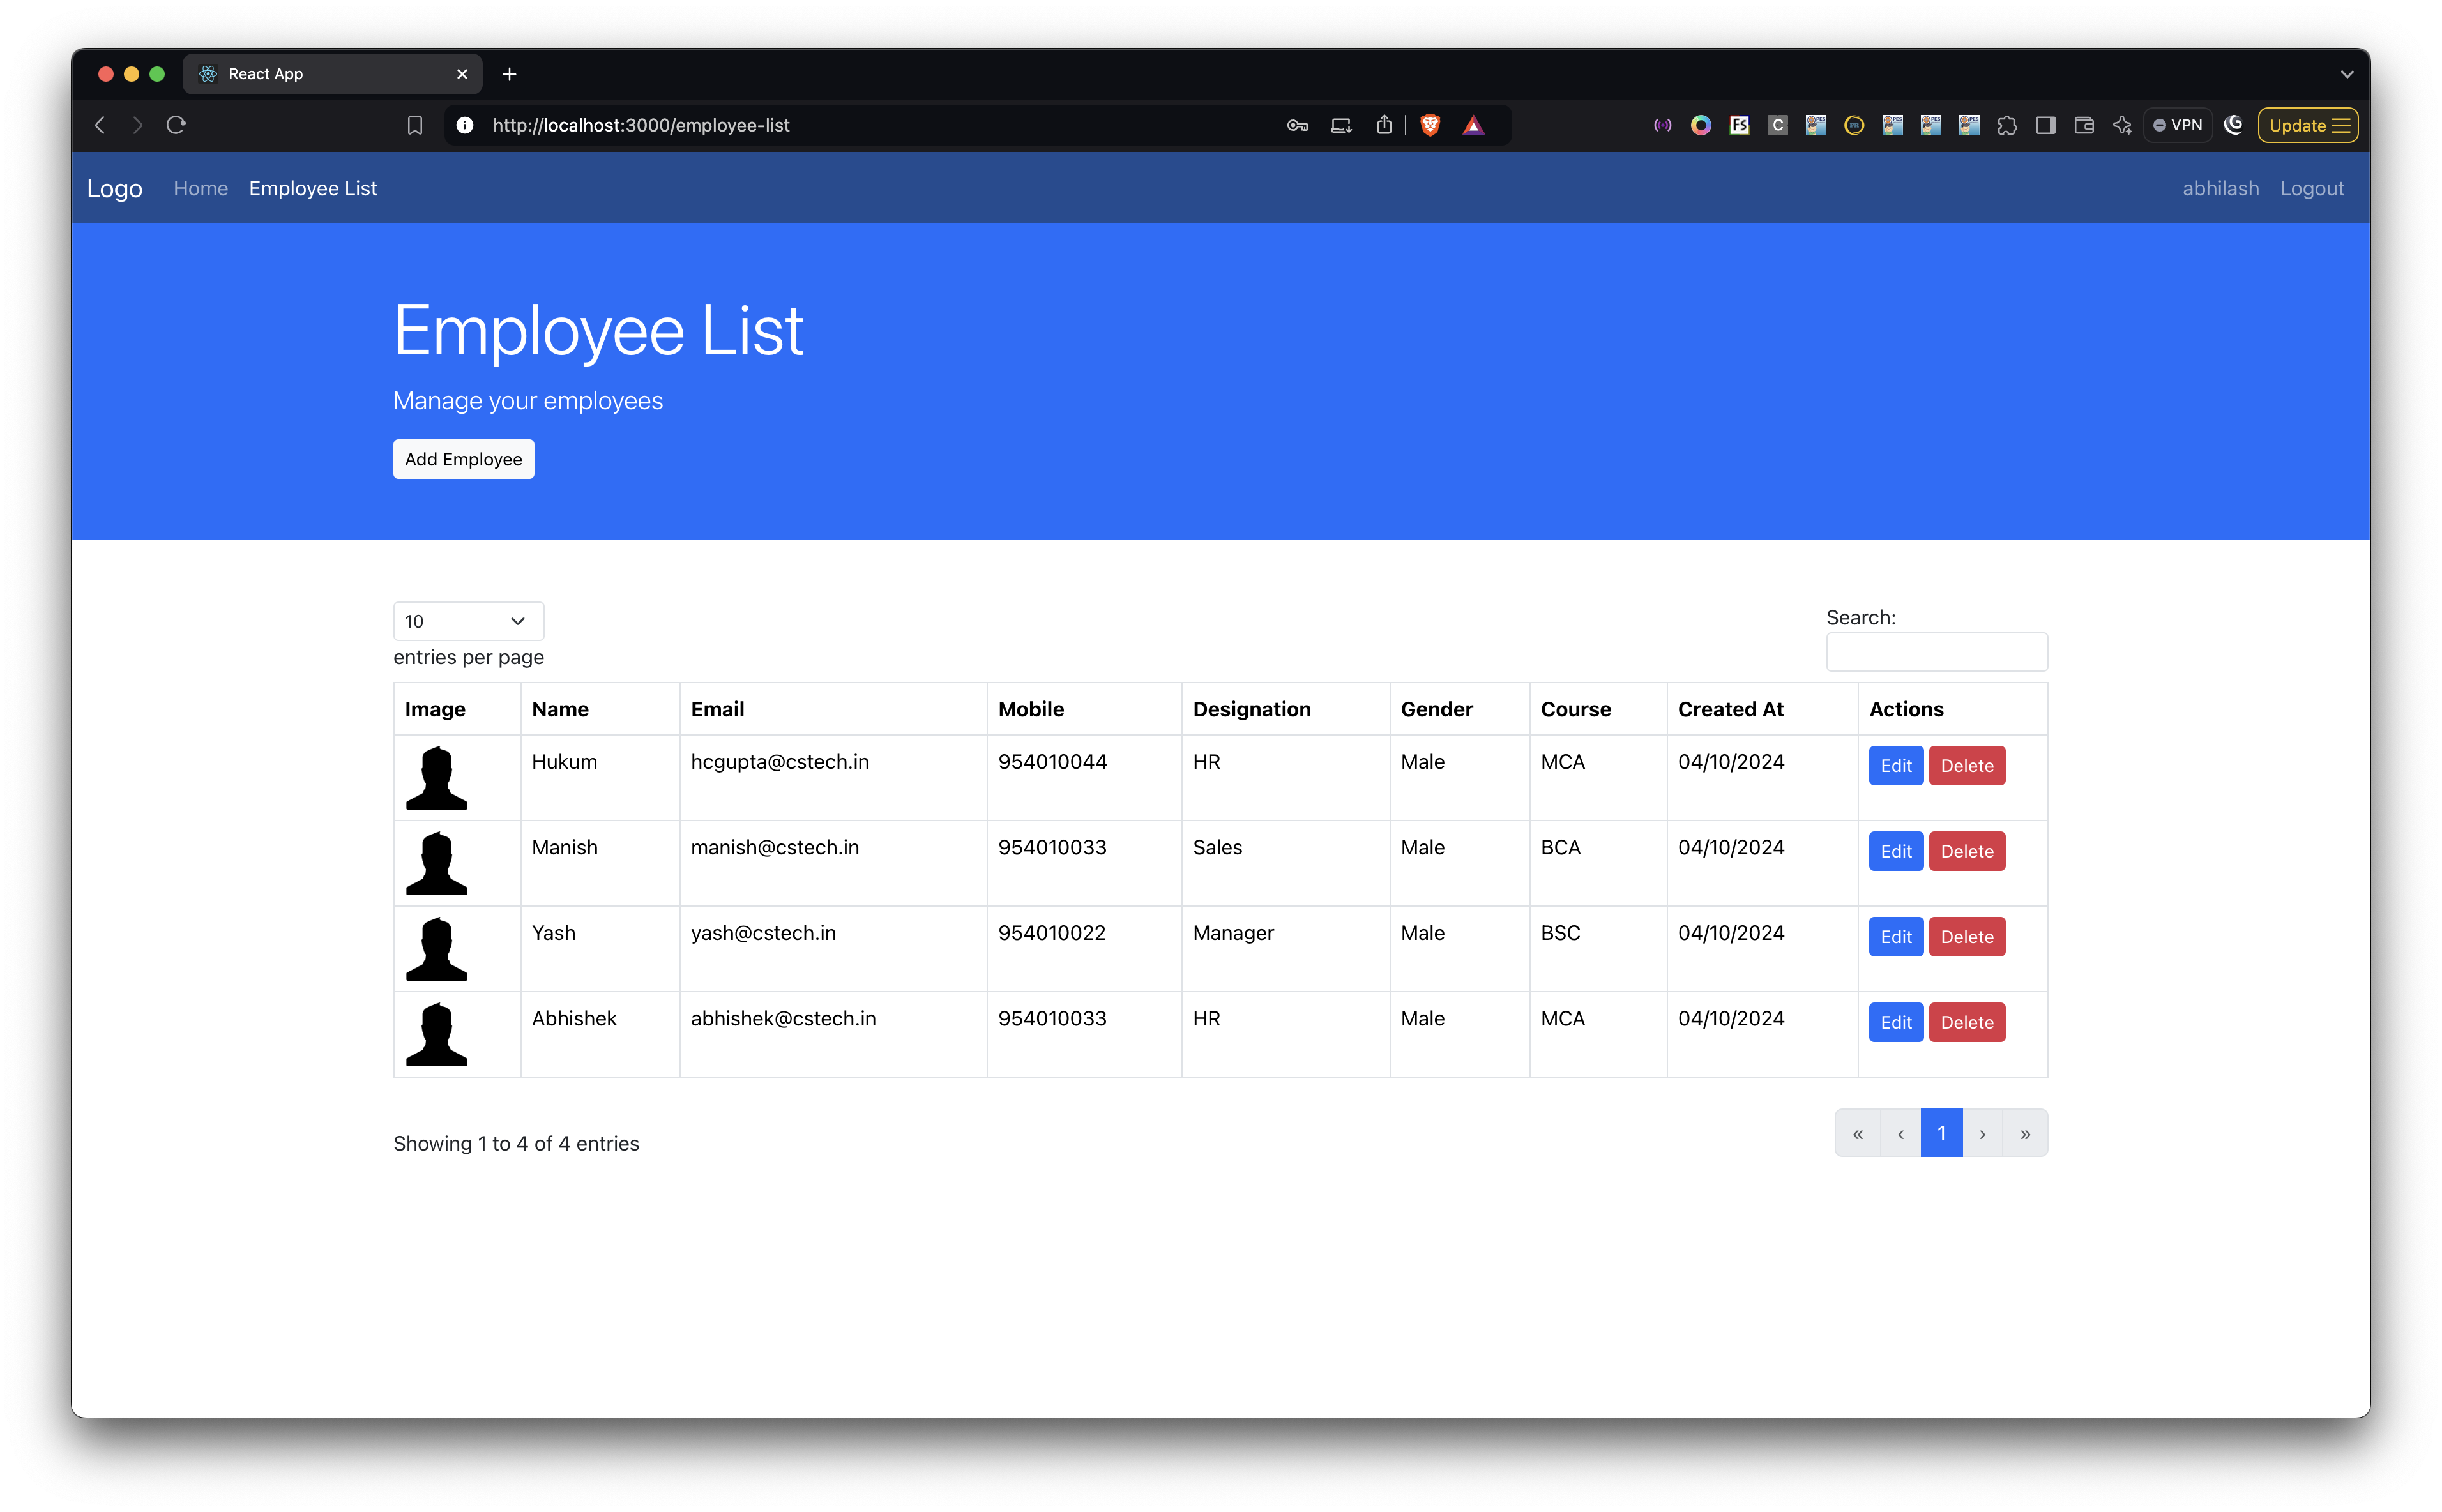 React App
http://localhost:3000/employee-list
FS
C
VPN
Update
Logo Home Employee List abhilash Logout
Employee List
Manage your employees
Add Employee
10
entries per page
Search:
Image Name Email Mobile Designation Gender Course Created At Actions
Hukum hcgupta@cstech.in 954010044 HR Male MCA 04/10/2024 Edit Delete
Manish manish@cstech.in 954010033 Sales Male BCA 04/10/2024 Edit Delete
Yash yash@cstech.in 954010022 Manager Male BSC 04/10/2024 Edit Delete
Abhishek abhishek@cstech.in 954010033 HR Male MCA 04/10/2024 Edit Delete
Showing 1 to 4 of 4 entries
« ‹ 1 › »